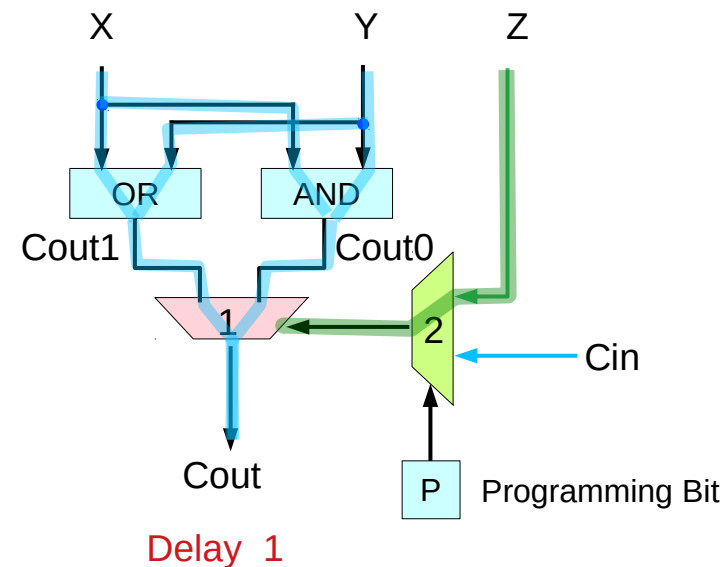 X Y Z
OR AND
Cout1 Cout0
1 2
Cin
Cout
P Programming Bit
Delay 1